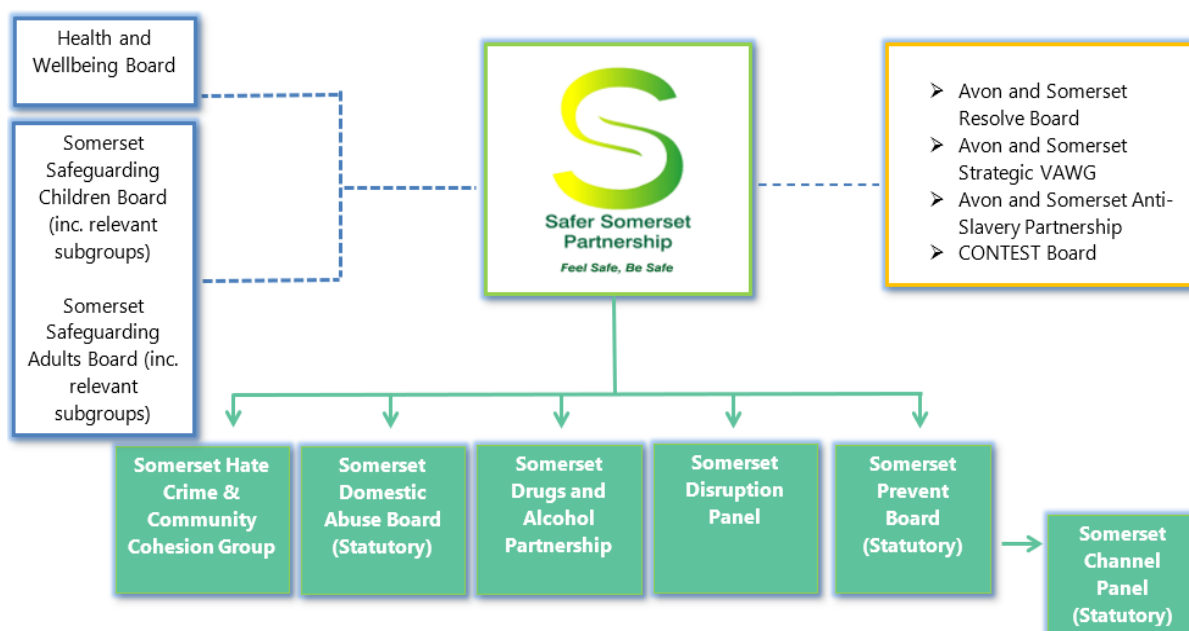 Health and
Wellbeing Board
Somerset
Safeguarding
Children Board
(inc. relevant
subgroups)
Somerset
Safeguarding
Adults Board (inc.
relevant
subgroups)
Safer Somerset
Partnership
Feel Safe, Be Safe
➢ Avon and Somerset
Resolve Board
➢ Avon and Somerset
Strategic VAWG
➢ Avon and Somerset Anti-
Slavery Partnership
➢ CONTEST Board
Somerset Hate
Crime &
Community
Cohesion Group
Somerset
Domestic
Abuse Board
(Statutory)
Somerset
Drugs and
Alcohol
Partnership
Somerset
Disruption
Panel
Somerset
Prevent
Board
(Statutory)
Somerset
Channel
Panel
(Statutory)